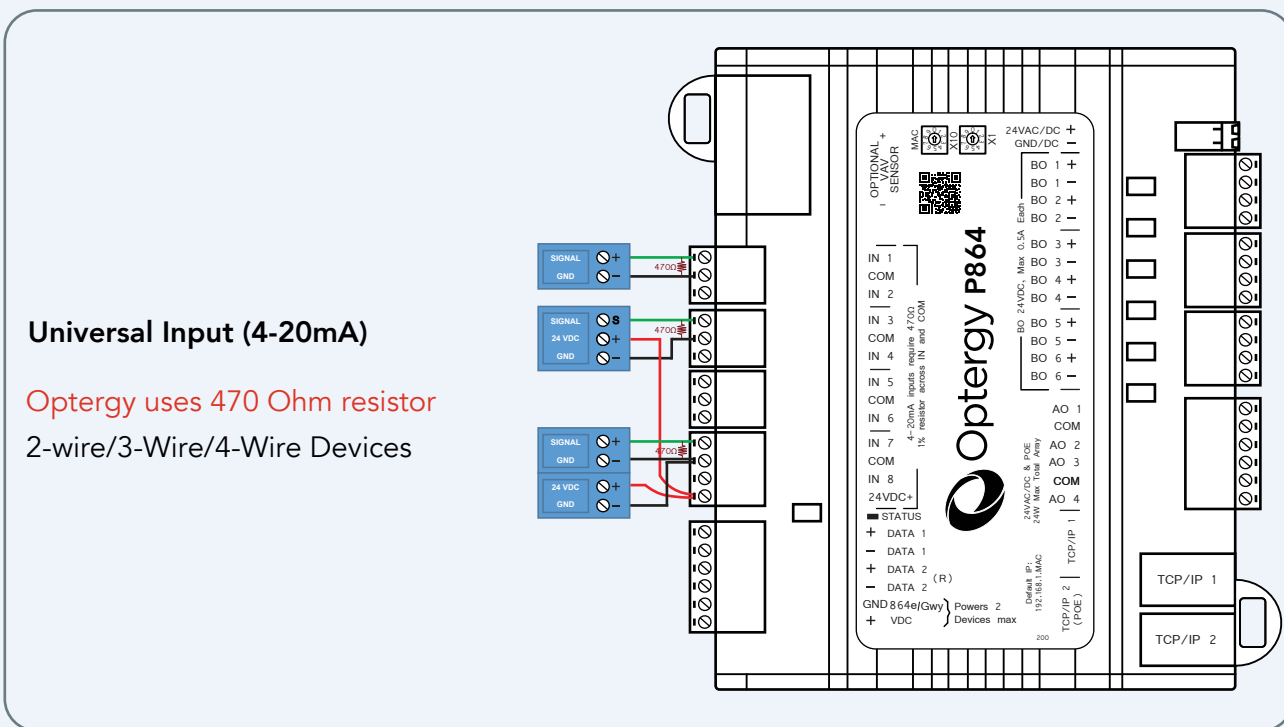 Universal Input (4-20mA)
Optergy uses 470 Ohm resistor
2-wire/3-Wire/4-Wire Devices
SIGNAL +
GND –
470Ω
SIGNAL S
24 VDC +
GND –
470Ω
SIGNAL +
GND –
470Ω
24 VDC +
GND –
– OPTIONAL VAV SENSOR +
MAC
X10
X1
24VAC/DC +
GND/DC –
BO 1 +
BO 1 –
BO 2 +
BO 2 –
BO 3 +
BO 3 –
BO 4 +
BO 4 –
BO 5 +
BO 5 –
BO 6 +
BO 6 –
BO 24VDC, Max 0.5A Each
IN 1
COM
IN 2
IN 3
COM
IN 4
IN 5
COM
IN 6
IN 7
COM
IN 8
24VDC+
4-20mA inputs require 470Ω
1% resistor across IN and COM
Optergy P864
AO 1
COM
AO 2
AO 3
COM
AO 4
24VAC/DC & POE
24W Max Total Array
STATUS
+ DATA 1
– DATA 1
+ DATA 2
– DATA 2
(R)
GND 864e/Gwy
+ VDC
Powers 2
Devices max
Default IP:
192.168.1.MAC
TCP/IP 1
TCP/IP 2
(POE)
200
TCP/IP 1
TCP/IP 2